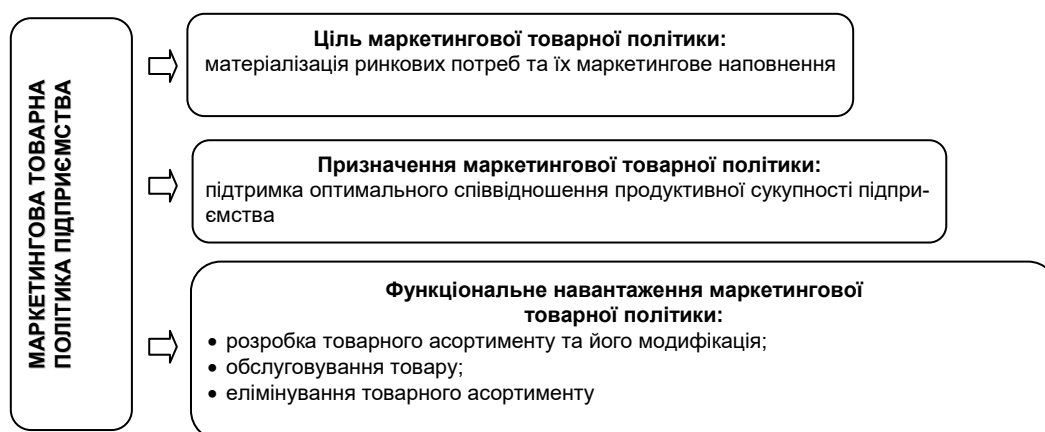 МАРКЕТИНГОВА ТОВАРНА
ПОЛІТИКА ПІДПРИЄМСТВА
Ціль маркетингової товарної політики:
матеріалізація ринкових потреб та їх маркетингове наповнення
Призначення маркетингової товарної політики:
підтримка оптимального співвідношення продуктивної сукупності підпри-
ємства
Функціональне навантаження маркетингової
товарної політики:
• розробка товарного асортименту та його модифікація;
• обслуговування товару;
• елімінування товарного асортименту